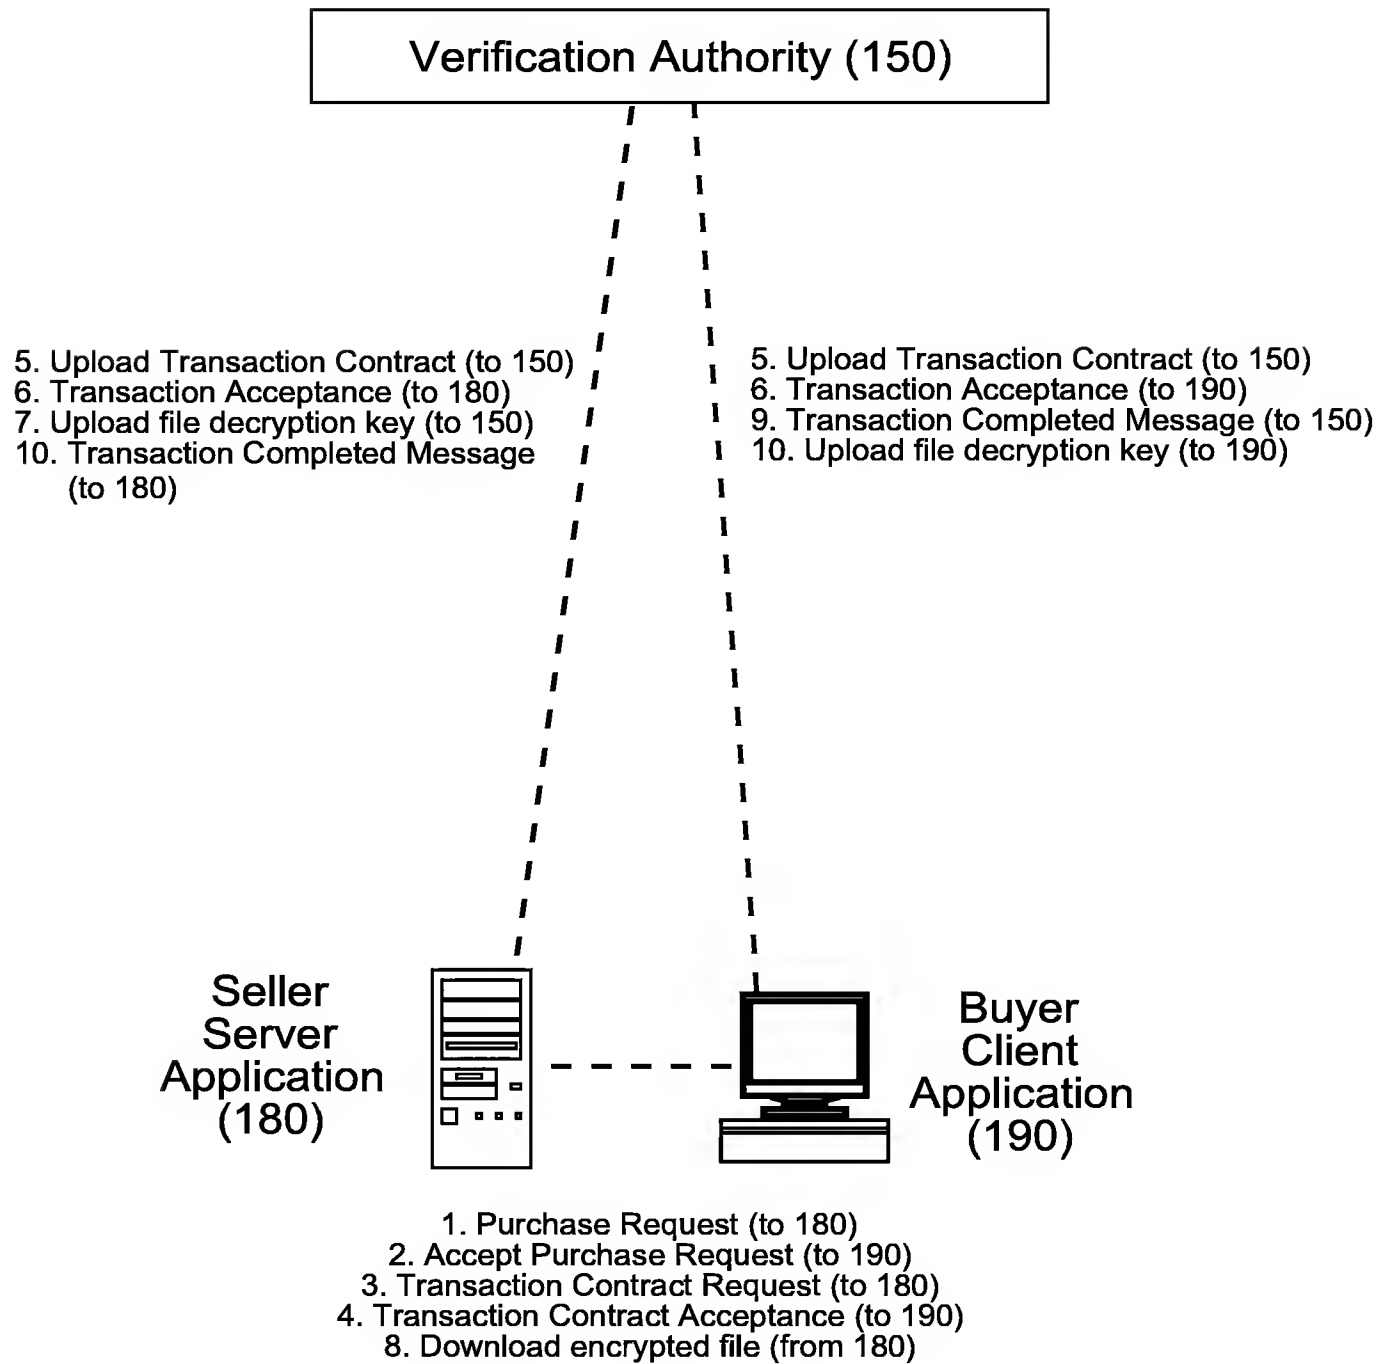 Verification Authority (150)
5. Upload Transaction Contract (to 150)
6. Transaction Acceptance (to 180)
7. Upload file decryption key (to 150)
10. Transaction Completed Message
(to 180)
5. Upload Transaction Contract (to 150)
6. Transaction Acceptance (to 190)
9. Transaction Completed Message (to 150)
10. Upload file decryption key (to 190)
Seller
Server
Application
(180)
Buyer
Client
Application
(190)
1. Purchase Request (to 180)
2. Accept Purchase Request (to 190)
3. Transaction Contract Request (to 180)
4. Transaction Contract Acceptance (to 190)
8. Download encrypted file (from 180)